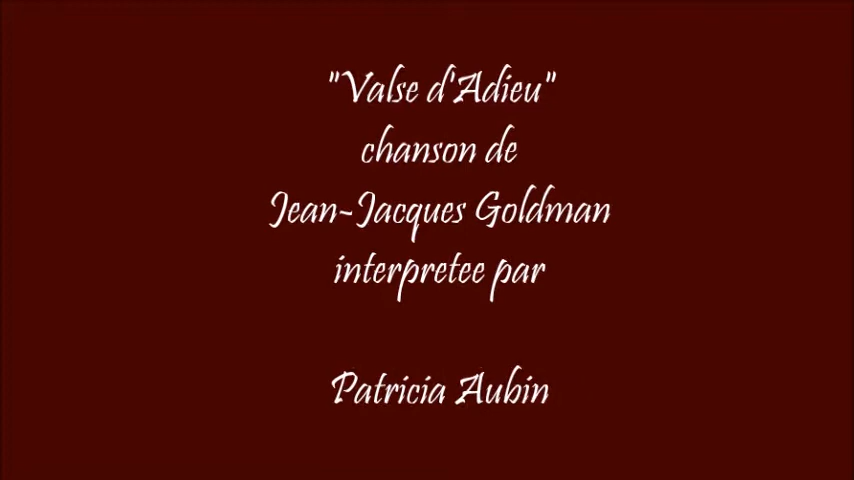 "Valse d'Adieu"
chanson de
Jean-Jacques Goldman
interpretee par
Patricia Aubin